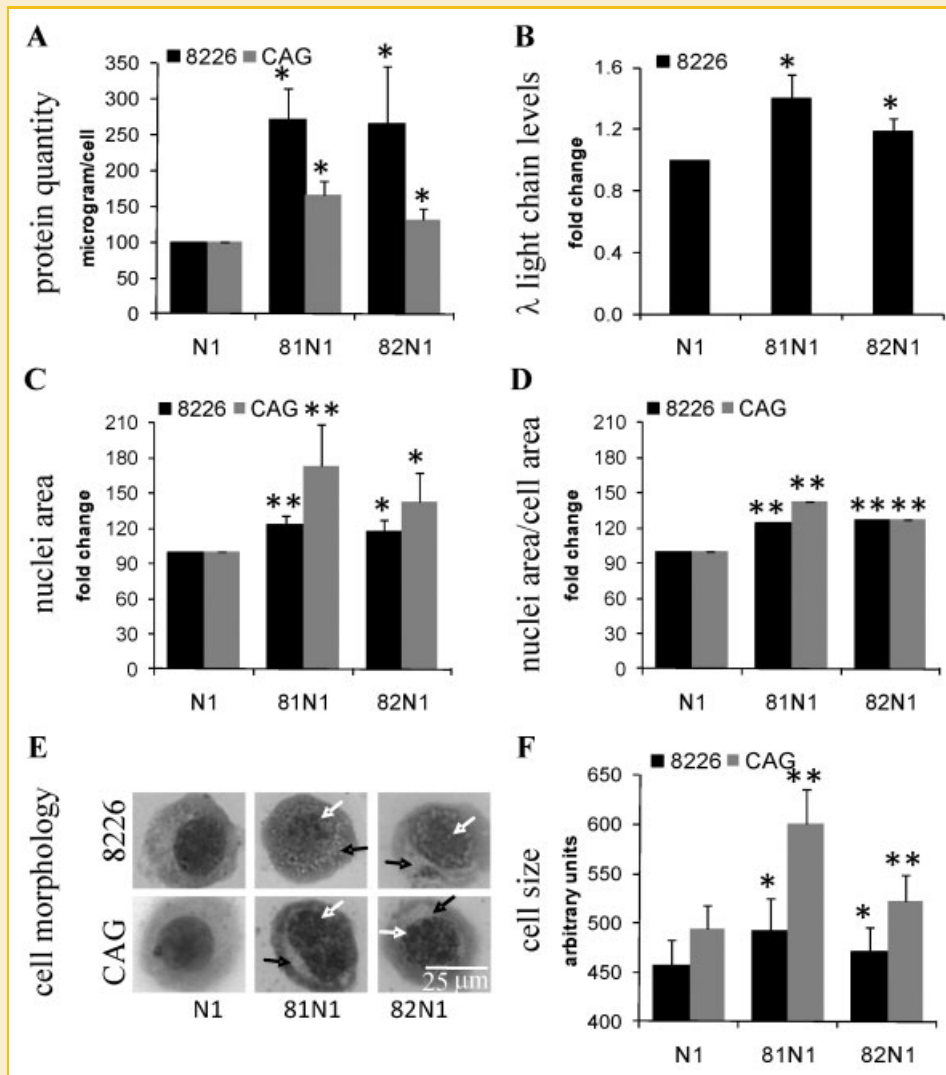 A
8226 CAG
protein quantity
microgram/cell
350
300
250
200
150
100
50
0
* * * *
N1 81N1 82N1
B
8226
λ light chain levels
fold change
1.6
1.2
0.8
0.4
0.0
* *
N1 81N1 82N1
C
8226 CAG
nuclei area
fold change
210
180
150
120
90
60
30
0
** ** * *
N1 81N1 82N1
D
8226 CAG
nuclei area/cell area
fold change
210
180
150
120
90
60
30
0
** ** ** **
N1 81N1 82N1
E
cell morphology
8226
CAG
25 µm
N1 81N1 82N1
F
8226 CAG
cell size
arbitrary units
650
600
550
500
450
400
* ** * **
N1 81N1 82N1